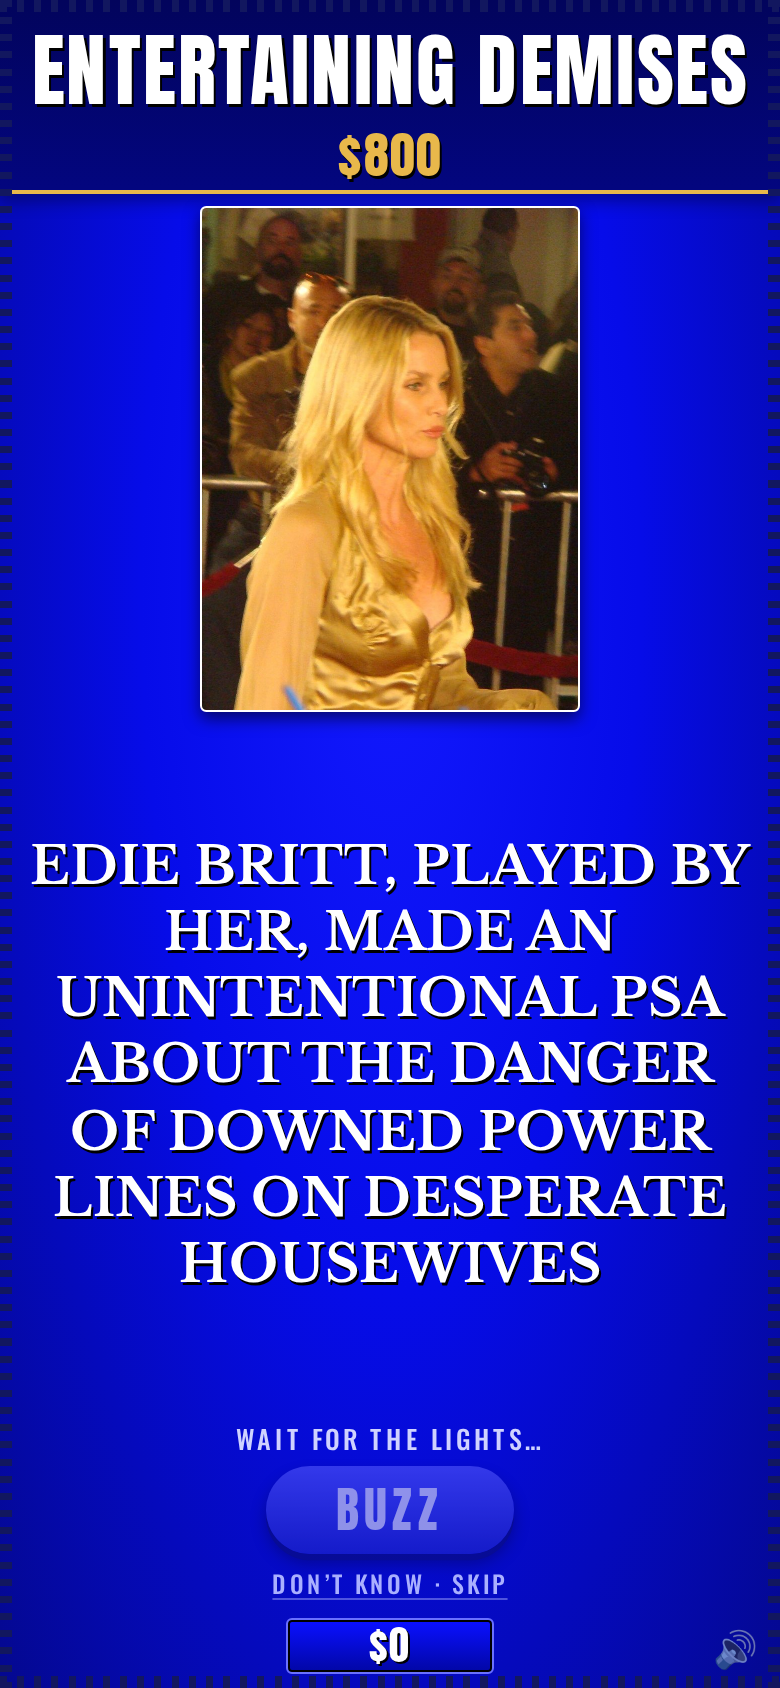 ENTERTAINING DEMISES
$800
EDIE BRITT, PLAYED BY
HER, MADE AN
UNINTENTIONAL PSA
ABOUT THE DANGER
OF DOWNED POWER
LINES ON DESPERATE
HOUSEWIVES
WAIT FOR THE LIGHTS…
BUZZ
DON’T KNOW · SKIP
$0